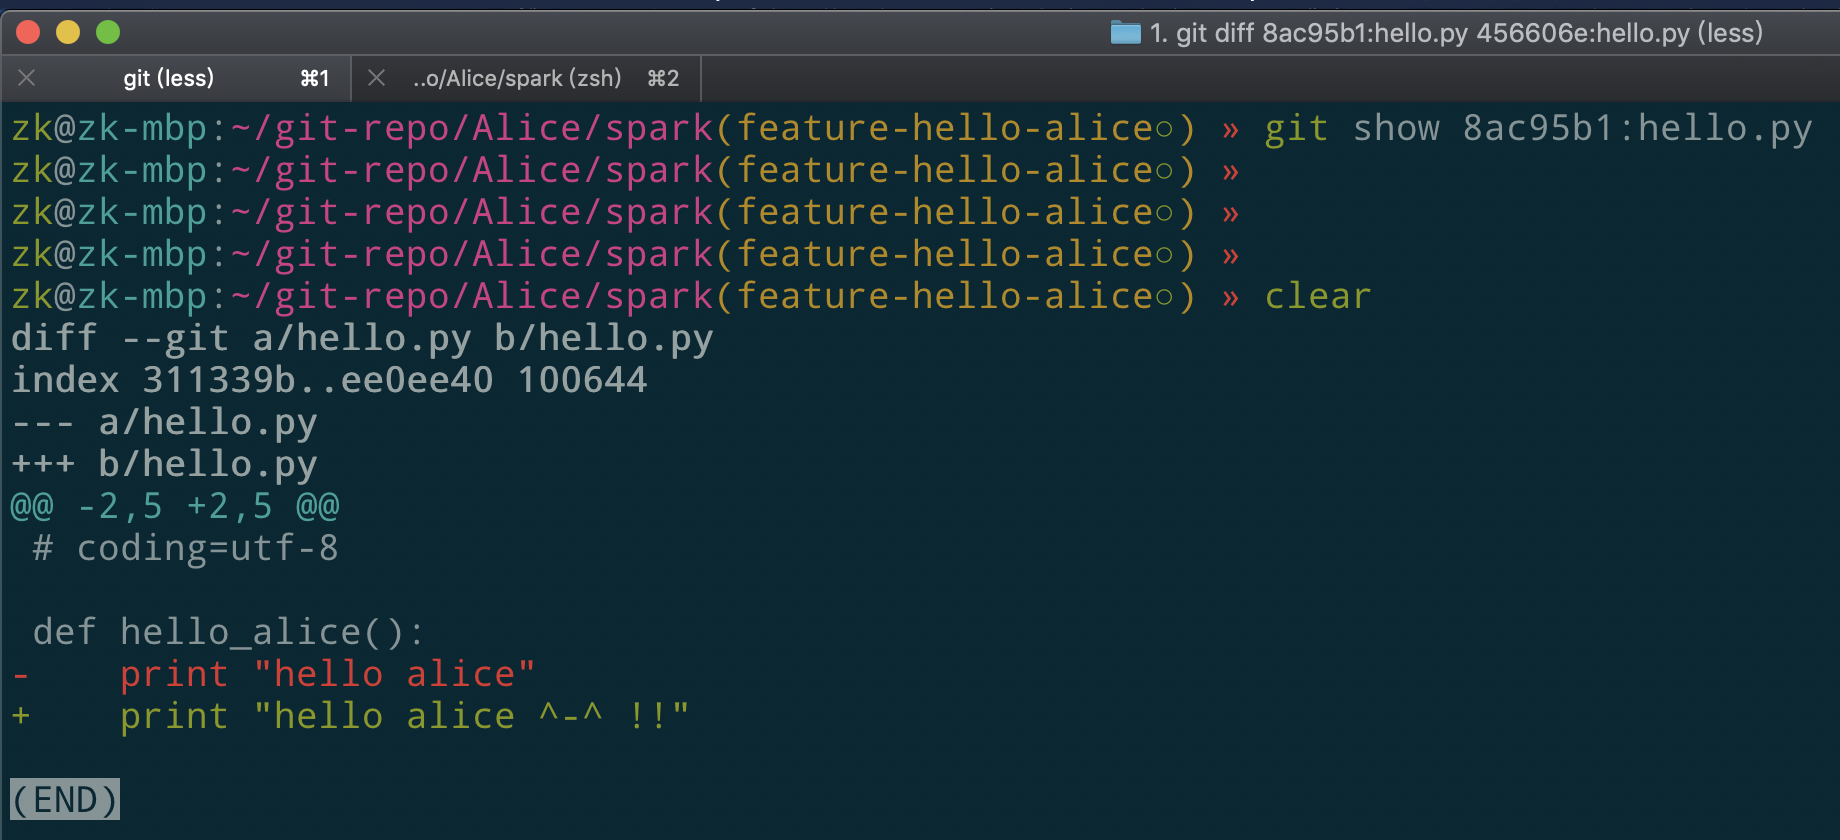 1. git diff 8ac95b1:hello.py 456606e:hello.py (less)
git (less) ⌘1 ..o/Alice/spark (zsh) ⌘2
zk@zk-mbp:~/git-repo/Alice/spark(feature-hello-alice○) » git show 8ac95b1:hello.py
zk@zk-mbp:~/git-repo/Alice/spark(feature-hello-alice○) »
zk@zk-mbp:~/git-repo/Alice/spark(feature-hello-alice○) »
zk@zk-mbp:~/git-repo/Alice/spark(feature-hello-alice○) »
zk@zk-mbp:~/git-repo/Alice/spark(feature-hello-alice○) » clear
diff --git a/hello.py b/hello.py
index 311339b..ee0ee40 100644
--- a/hello.py
+++ b/hello.py
@@ -2,5 +2,5 @@
 # coding=utf-8

 def hello_alice():
-    print "hello alice"
+    print "hello alice ^-^ !!"

(END)